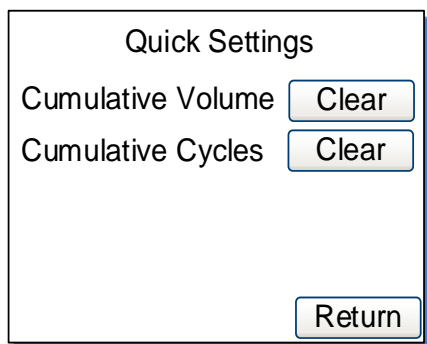 Quick Settings
Cumulative Volume Clear
Cumulative Cycles Clear
Return